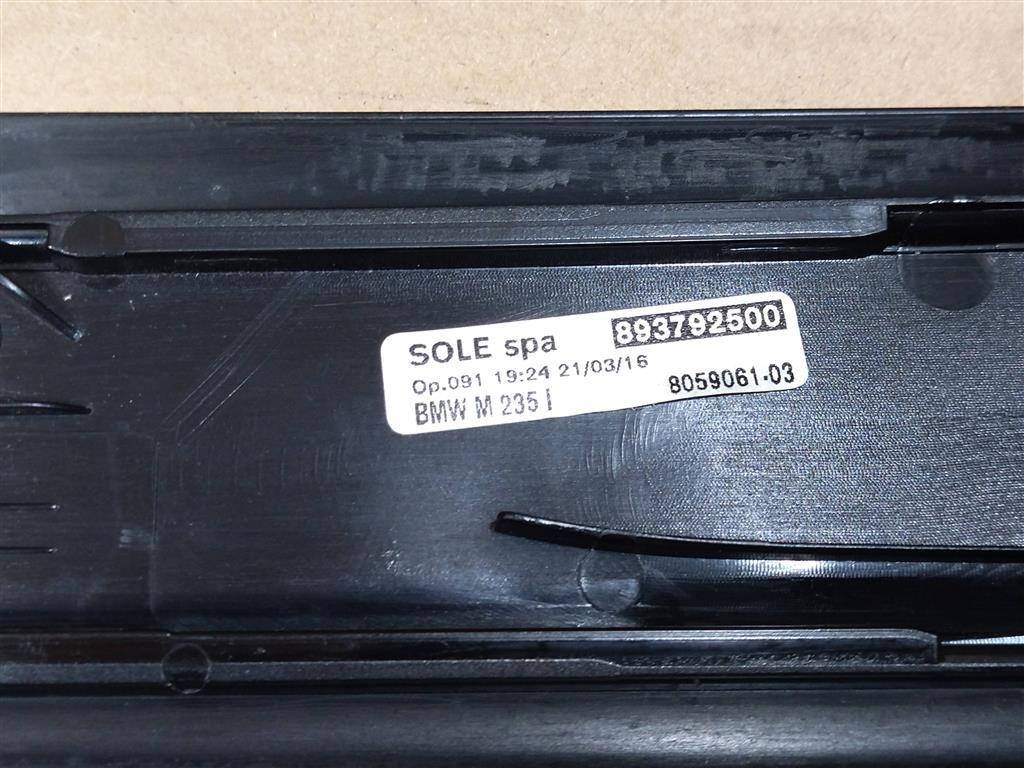 SOLE spa 893792500
Op.091 19:24 21/03/16
BMW M 235 I 8059061-03